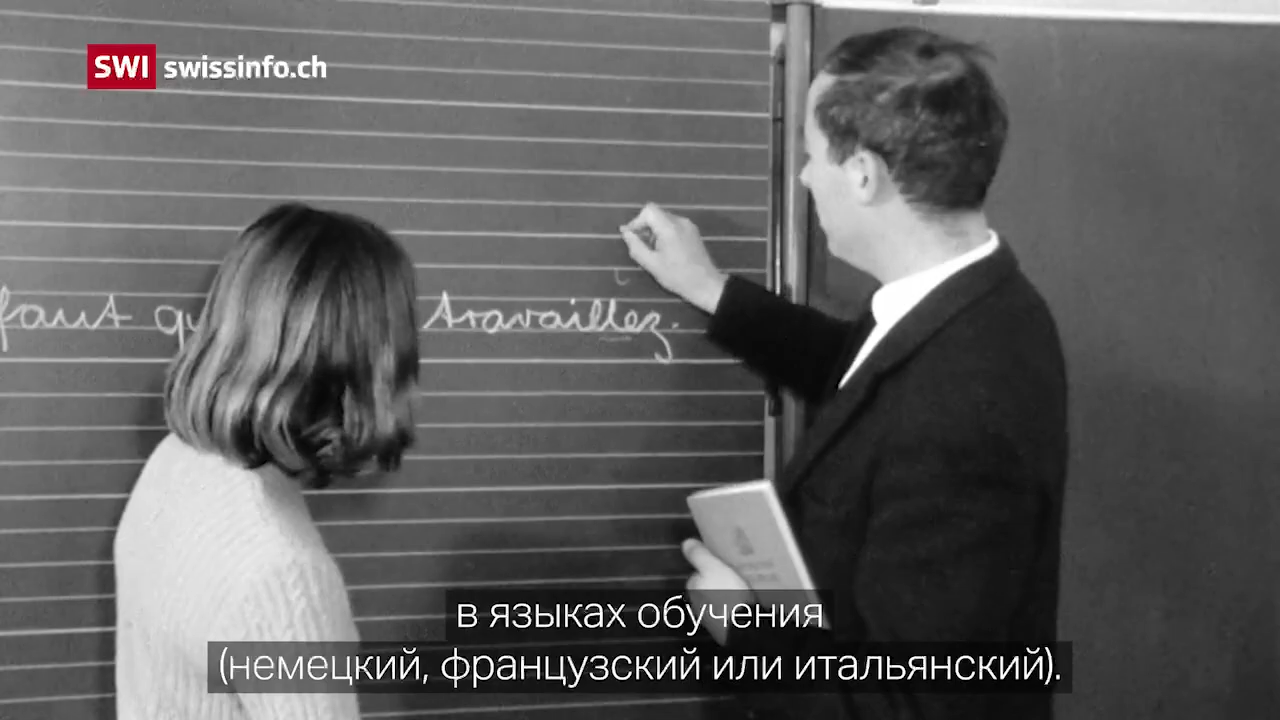 SWI swissinfo.ch
faut qu travaillez.
в языках обучения
(немецкий, французский или итальянский).